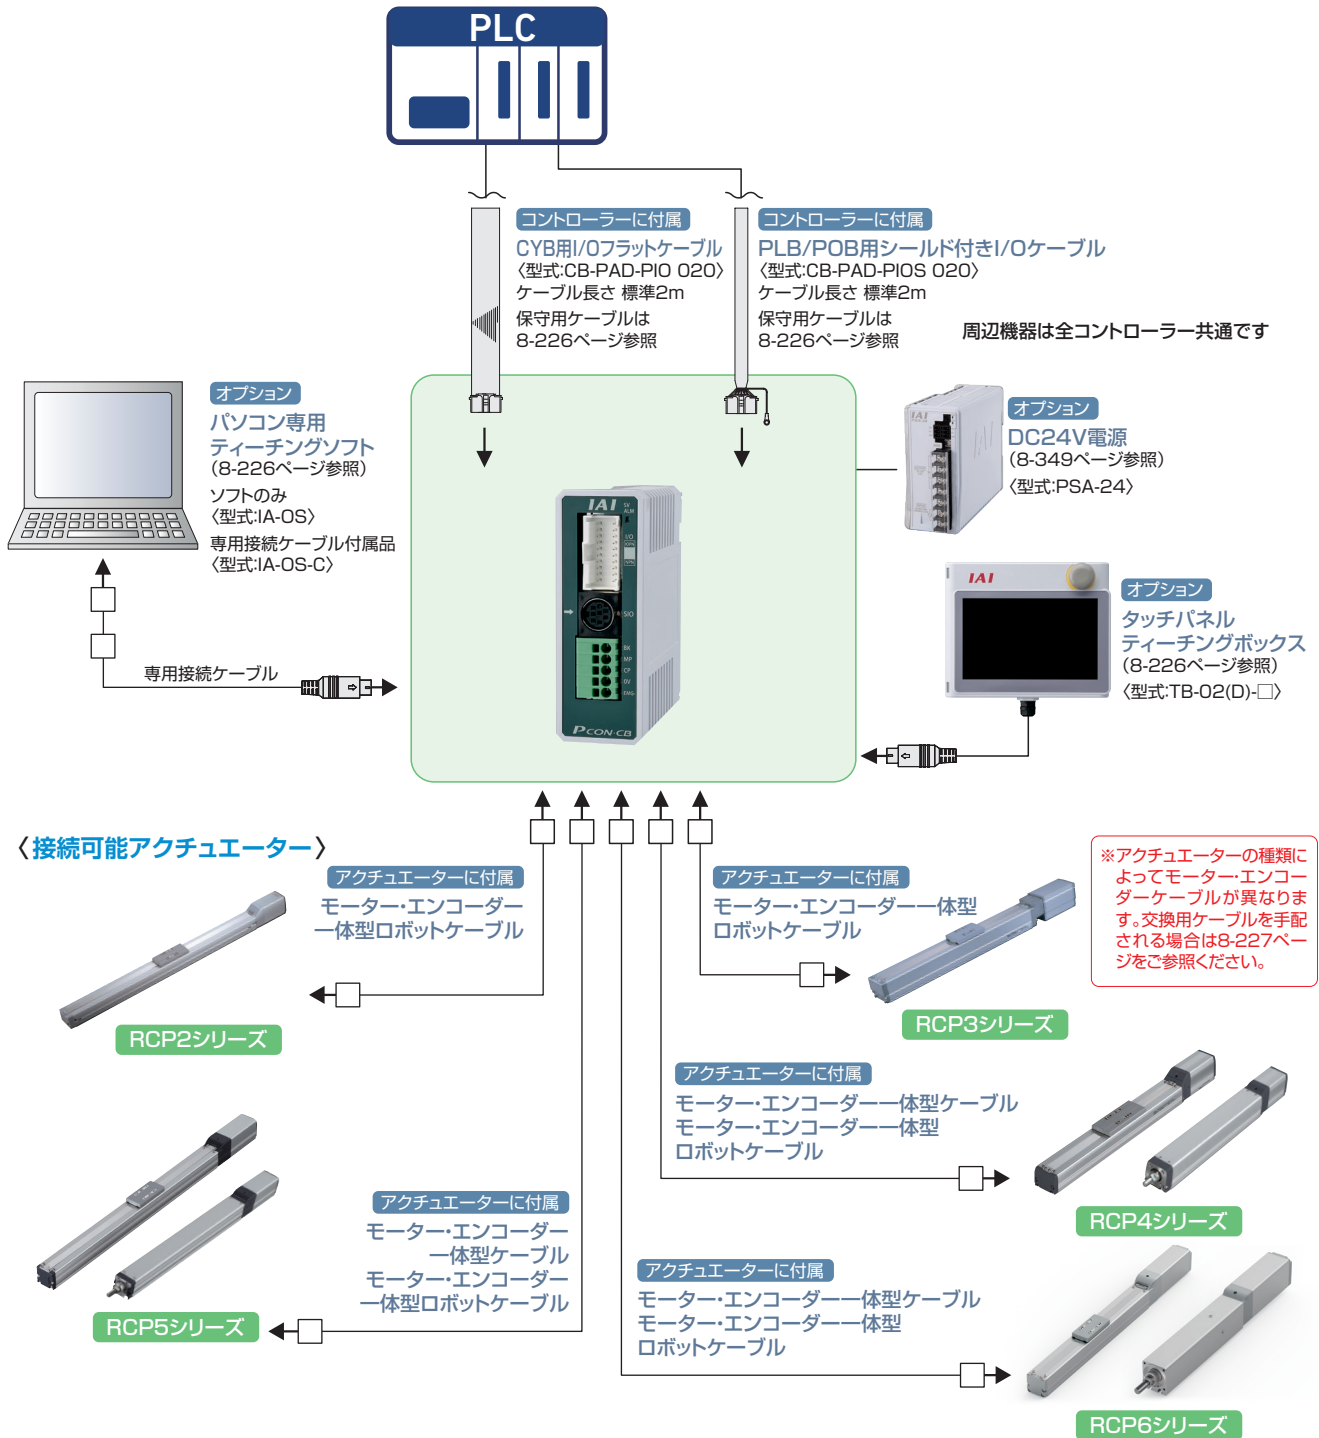 PLC
コントローラーに付属
CYB用I/Oフラットケーブル
〈型式:CB-PAD-PIO 020〉
ケーブル長さ 標準2m
保守用ケーブルは
8-226ページ参照
コントローラーに付属
PLB/POB用シールド付きI/Oケーブル
〈型式:CB-PAD-PIOS 020〉
ケーブル長さ 標準2m
保守用ケーブルは
8-226ページ参照
周辺機器は全コントローラー共通です
オプション
パソコン専用
ティーチングソフト
(8-226ページ参照)
ソフトのみ
〈型式:IA-OS〉
専用接続ケーブル付属品
〈型式:IA-OS-C〉
専用接続ケーブル
IAI
SV
ALM
I/O
NPN
SIO
BK
MP
CP
0V
EMG
PCON-CB
IAI
オプション
DC24V電源
(8-349ページ参照)
〈型式:PSA-24〉
IAI
オプション
タッチパネル
ティーチングボックス
(8-226ページ参照)
〈型式:TB-02(D)-□〉
〈接続可能アクチュエーター〉
アクチュエーターに付属
モーター・エンコーダー
一体型ロボットケーブル
RCP2シリーズ
アクチュエーターに付属
モーター・エンコーダー一体型
ロボットケーブル
RCP3シリーズ
※アクチュエーターの種類に
よってモーター・エンコー
ダーケーブルが異なりま
す。交換用ケーブルを手配
される場合は8-227ペー
ジをご参照ください。
アクチュエーターに付属
モーター・エンコーダー一体型ケーブル
モーター・エンコーダー一体型
ロボットケーブル
RCP4シリーズ
アクチュエーターに付属
モーター・エンコーダー
一体型ケーブル
モーター・エンコーダー
一体型ロボットケーブル
RCP5シリーズ
アクチュエーターに付属
モーター・エンコーダー一体型ケーブル
モーター・エンコーダー一体型
ロボットケーブル
RCP6シリーズ